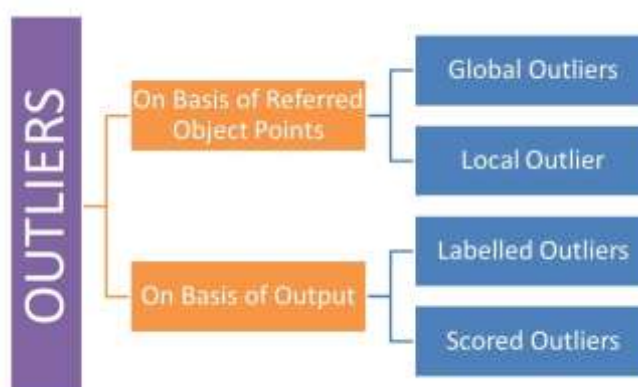 OUTLIERS
On Basis of Referred
Object Points
Global Outliers
Local Outlier
On Basis of Output
Labelled Outliers
Scored Outliers